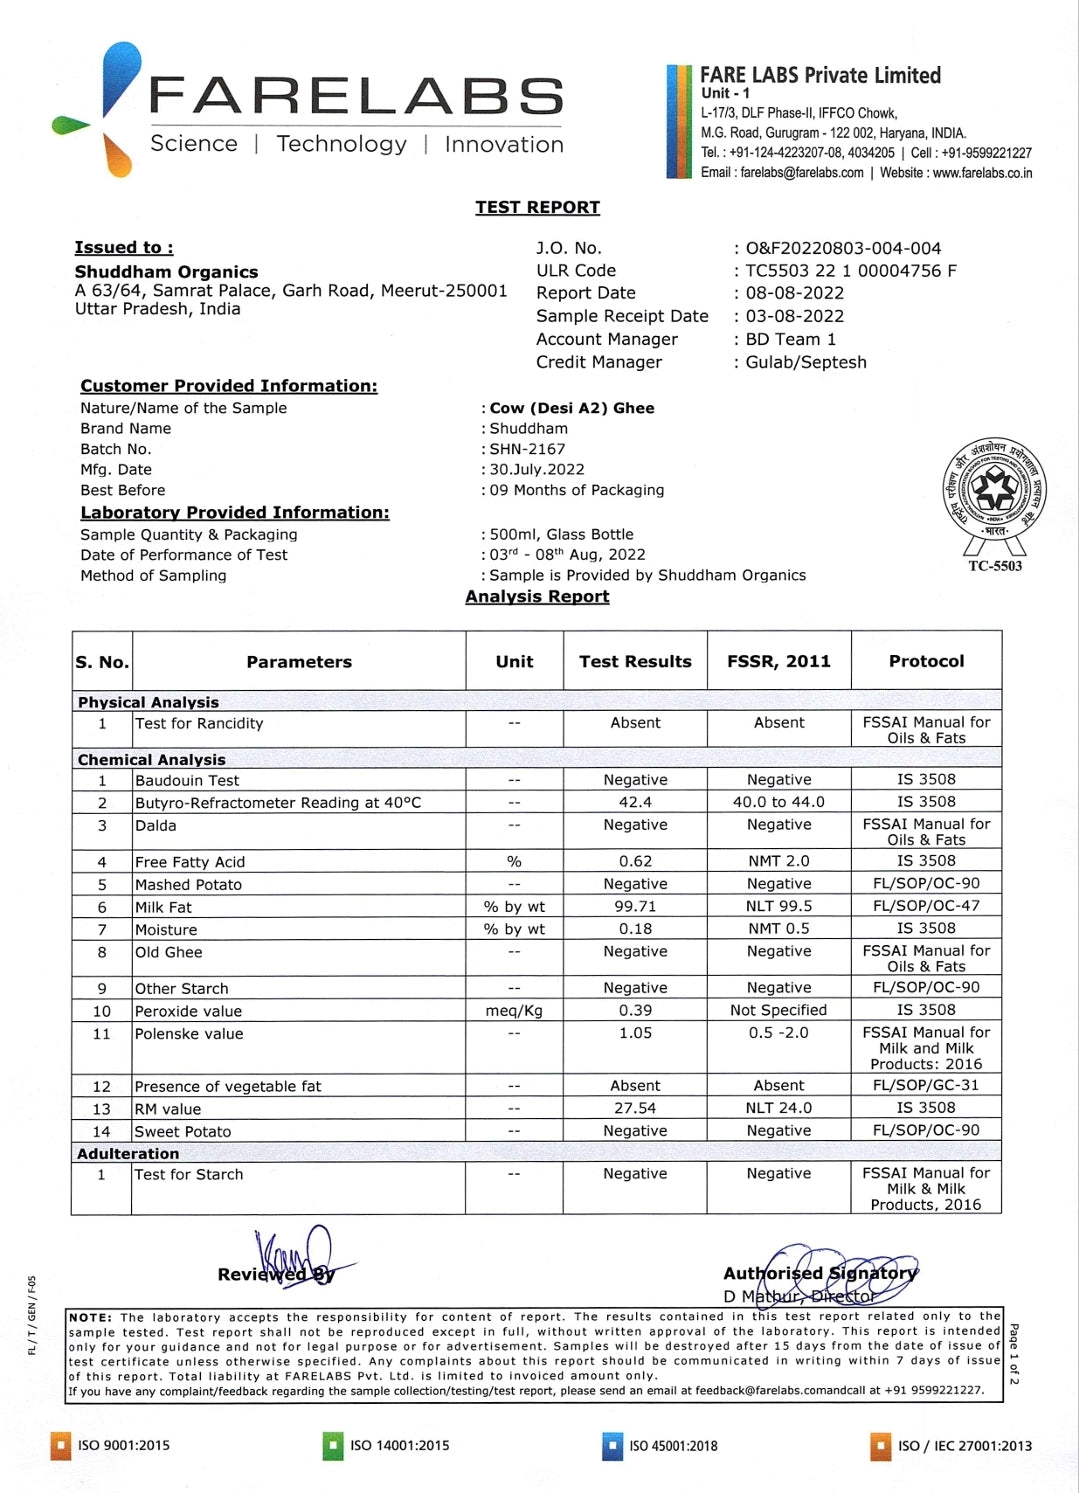 FARELABS
Science | Technology | Innovation
FARE LABS Private Limited
Unit - 1
L-17/3, DLF Phase-II, IFFCO Chowk,
M.G. Road, Gurugram - 122 002, Haryana, INDIA.
Tel. : +91-124-4223207-08, 4034205 | Cell : +91-9599221227
Email : farelabs@farelabs.com | Website : www.farelabs.co.in
TEST REPORT
Issued to :
Shuddham Organics
A 63/64, Samrat Palace, Garh Road, Meerut-250001
Uttar Pradesh, India
J.O. No. : O&F20220803-004-004
ULR Code : TC5503 22 1 00004756 F
Report Date : 08-08-2022
Sample Receipt Date : 03-08-2022
Account Manager : BD Team 1
Credit Manager : Gulab/Septesh
Customer Provided Information:
Nature/Name of the Sample : Cow (Desi A2) Ghee
Brand Name : Shuddham
Batch No. : SHN-2167
Mfg. Date : 30.July.2022
Best Before : 09 Months of Packaging
Laboratory Provided Information:
Sample Quantity & Packaging : 500ml, Glass Bottle
Date of Performance of Test : 03rd - 08th Aug, 2022
Method of Sampling : Sample is Provided by Shuddham Organics
भारत
TC-5503
Analysis Report
S. No. Parameters Unit Test Results FSSR, 2011 Protocol
Physical Analysis
1 Test for Rancidity -- Absent Absent FSSAI Manual for
Oils & Fats
Chemical Analysis
1 Baudouin Test -- Negative Negative IS 3508
2 Butyro-Refractometer Reading at 40°C -- 42.4 40.0 to 44.0 IS 3508
3 Dalda -- Negative Negative FSSAI Manual for
Oils & Fats
4 Free Fatty Acid % 0.62 NMT 2.0 IS 3508
5 Mashed Potato -- Negative Negative FL/SOP/OC-90
6 Milk Fat % by wt 99.71 NLT 99.5 FL/SOP/OC-47
7 Moisture % by wt 0.18 NMT 0.5 IS 3508
8 Old Ghee -- Negative Negative FSSAI Manual for
Oils & Fats
9 Other Starch -- Negative Negative FL/SOP/OC-90
10 Peroxide value meq/Kg 0.39 Not Specified IS 3508
11 Polenske value -- 1.05 0.5 -2.0 FSSAI Manual for
Milk and Milk
Products: 2016
12 Presence of vegetable fat -- Absent Absent FL/SOP/GC-31
13 RM value -- 27.54 NLT 24.0 IS 3508
14 Sweet Potato -- Negative Negative FL/SOP/OC-90
Adulteration
1 Test for Starch -- Negative Negative FSSAI Manual for
Milk & Milk
Products, 2016
Reviewed By
Authorised Signatory
D Mathur, Director
NOTE: The laboratory accepts the responsibility for content of report. The results contained in this test report related only to the
sample tested. Test report shall not be reproduced except in full, without written approval of the laboratory. This report is intended
only for your guidance and not for legal purpose or for advertisement. Samples will be destroyed after 15 days from the date of issue of
test certificate unless otherwise specified. Any complaints about this report should be communicated in writing within 7 days of issue
of this report. Total liability at FARELABS Pvt. Ltd. is limited to invoiced amount only.
If you have any complaint/feedback regarding the sample collection/testing/test report, please send an email at feedback@farelabs.comandcall at +91 9599221227.
FL / T / GEN / F-05
Page 1 of 2
ISO 9001:2015
ISO 14001:2015
ISO 45001:2018
ISO / IEC 27001:2013